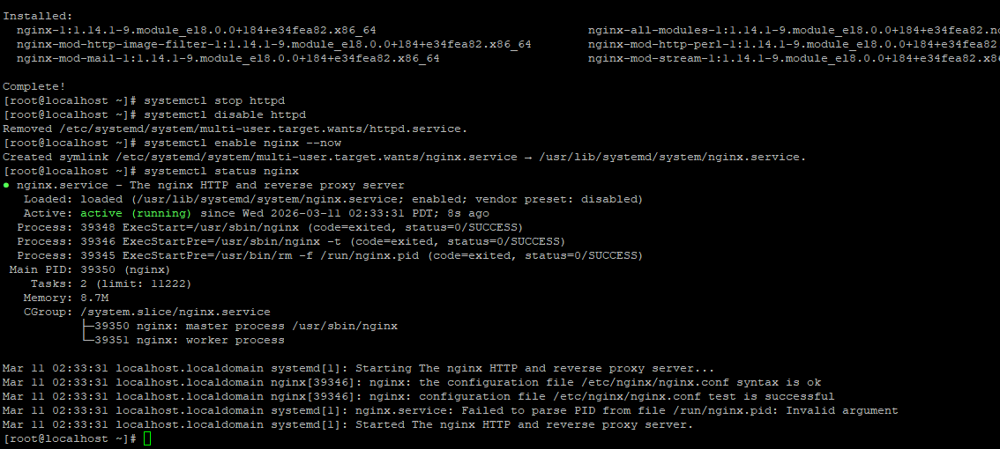 Installed:
  nginx-1:1.14.1-9.module_el8.0.0+184+e34fea82.x86_64                              nginx-all-modules-1:1.14.1-9.module_el8.0.0+184+e34fea82.no
  nginx-mod-http-image-filter-1:1.14.1-9.module_el8.0.0+184+e34fea82.x86_64        nginx-mod-http-perl-1:1.14.1-9.module_el8.0.0+184+e34fea82
  nginx-mod-mail-1:1.14.1-9.module_el8.0.0+184+e34fea82.x86_64                     nginx-mod-stream-1:1.14.1-9.module_el8.0.0+184+e34fea82.x86
Complete!
[root@localhost ~]# systemctl stop httpd
[root@localhost ~]# systemctl disable httpd
Removed /etc/systemd/system/multi-user.target.wants/httpd.service.
[root@localhost ~]# systemctl enable nginx --now
Created symlink /etc/systemd/system/multi-user.target.wants/nginx.service → /usr/lib/systemd/system/nginx.service.
[root@localhost ~]# systemctl status nginx
● nginx.service - The nginx HTTP and reverse proxy server
   Loaded: loaded (/usr/lib/systemd/system/nginx.service; enabled; vendor preset: disabled)
   Active: active (running) since Wed 2026-03-11 02:33:31 PDT; 8s ago
  Process: 39348 ExecStart=/usr/sbin/nginx (code=exited, status=0/SUCCESS)
  Process: 39346 ExecStartPre=/usr/sbin/nginx -t (code=exited, status=0/SUCCESS)
  Process: 39345 ExecStartPre=/usr/bin/rm -f /run/nginx.pid (code=exited, status=0/SUCCESS)
 Main PID: 39350 (nginx)
    Tasks: 2 (limit: 11222)
   Memory: 8.7M
   CGroup: /system.slice/nginx.service
           ├─39350 nginx: master process /usr/sbin/nginx
           └─39351 nginx: worker process
Mar 11 02:33:31 localhost.localdomain systemd[1]: Starting The nginx HTTP and reverse proxy server...
Mar 11 02:33:31 localhost.localdomain nginx[39346]: nginx: the configuration file /etc/nginx/nginx.conf syntax is ok
Mar 11 02:33:31 localhost.localdomain nginx[39346]: nginx: configuration file /etc/nginx/nginx.conf test is successful
Mar 11 02:33:31 localhost.localdomain systemd[1]: nginx.service: Failed to parse PID from file /run/nginx.pid: Invalid argument
Mar 11 02:33:31 localhost.localdomain systemd[1]: Started The nginx HTTP and reverse proxy server.
[root@localhost ~]#